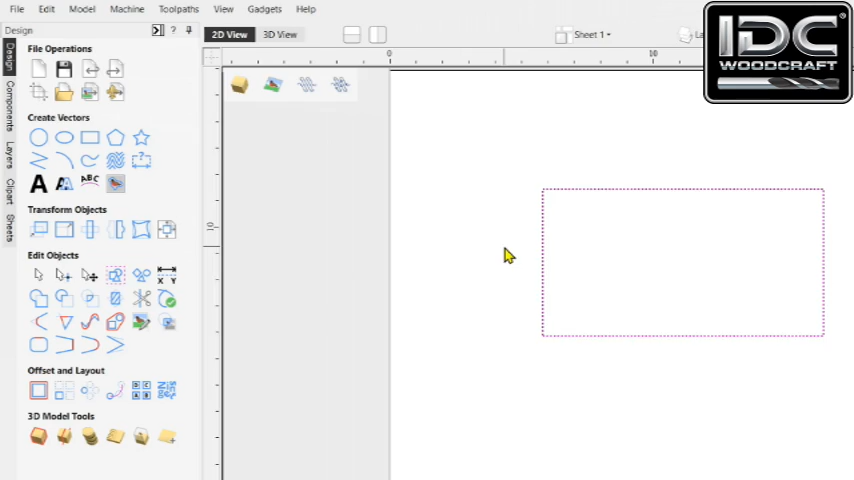 File Edit Model Machine Toolpaths View Gadgets Help
Design ?
2D View 3D View Sheet 1
IDC
WOODCRAFT
®
0 10
10
Design
Components
Layers
Clipart
Sheets
File Operations
Create Vectors
A A ABC
Transform Objects
Edit Objects
X Y
Offset and Layout
3D Model Tools